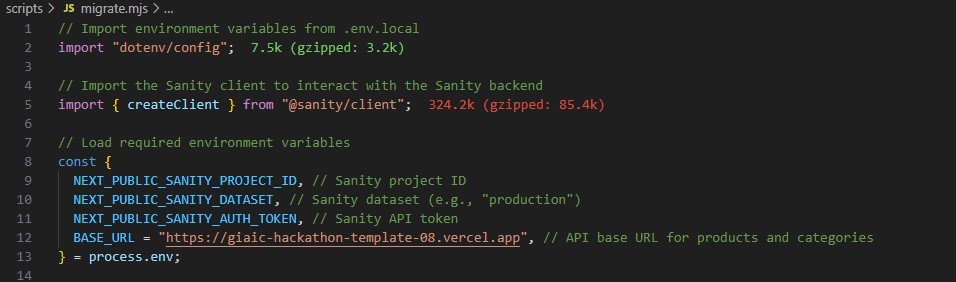 scripts > JS migrate.mjs > ...
1 // Import environment variables from .env.local
2 import "dotenv/config"; 7.5k (gzipped: 3.2k)
3
4 // Import the Sanity client to interact with the Sanity backend
5 import { createClient } from "@sanity/client"; 324.2k (gzipped: 85.4k)
6
7 // Load required environment variables
8 const {
9 NEXT_PUBLIC_SANITY_PROJECT_ID, // Sanity project ID
10 NEXT_PUBLIC_SANITY_DATASET, // Sanity dataset (e.g., "production")
11 NEXT_PUBLIC_SANITY_AUTH_TOKEN, // Sanity API token
12 BASE_URL = "https://giaic-hackathon-template-08.vercel.app", // API base URL for products and categories
13 } = process.env;
14